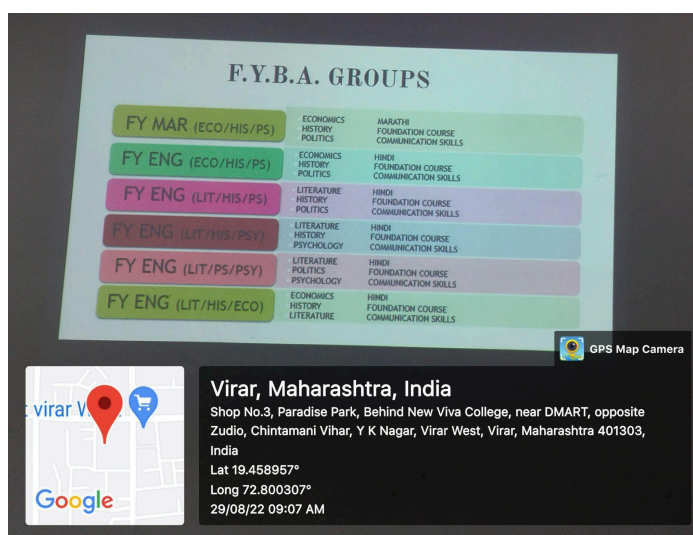 F.Y.B.A. GROUPS
FY MAR (ECO/HIS/PS)
ECONOMICS MARATHI
HISTORY FOUNDATION COURSE
POLITICS COMMUNICATION SKILLS
FY ENG (ECO/HIS/PS)
ECONOMICS HINDI
HISTORY FOUNDATION COURSE
POLITICS COMMUNICATION SKILLS
FY ENG (LIT/HIS/PS)
LITERATURE HINDI
HISTORY FOUNDATION COURSE
POLITICS COMMUNICATION SKILLS
FY ENG (LIT/HIS/PSY)
LITERATURE HINDI
HISTORY FOUNDATION COURSE
PSYCHOLOGY COMMUNICATION SKILLS
FY ENG (LIT/PS/PSY)
LITERATURE HINDI
POLITICS FOUNDATION COURSE
PSYCHOLOGY COMMUNICATION SKILLS
FY ENG (LIT/HIS/ECO)
ECONOMICS HINDI
HISTORY FOUNDATION COURSE
LITERATURE COMMUNICATION SKILLS
GPS Map Camera
virar
Google
Virar, Maharashtra, India
Shop No.3, Paradise Park, Behind New Viva College, near DMART, opposite
Zudio, Chintamani Vihar, Y K Nagar, Virar West, Virar, Maharashtra 401303,
India
Lat 19.458957°
Long 72.800307°
29/08/22 09:07 AM